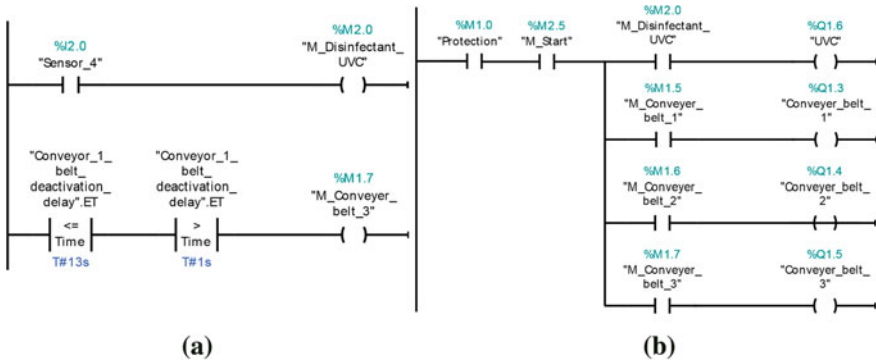 %I2.0
"Sensor_4"
%M2.0
"M_Disinfectant_
UVC"
"Conveyor_1_
belt_
deactivation_
delay".ET
<=
Time
T#13s
"Conveyor_1_
belt_
deactivation_
delay".ET
>
Time
T#1s
%M1.7
"M_Conveyer_
belt_3"
(a)
%M1.0
"Protection"
%M2.5
"M_Start"
%M2.0
"M_Disinfectant_
UVC"
%Q1.6
"UVC"
%M1.5
"M_Conveyer_
belt_1"
%Q1.3
"Conveyer_belt_
1"
%M1.6
"M_Conveyer_
belt_2"
%Q1.4
"Conveyer_belt_
2"
%M1.7
"M_Conveyer_
belt_3"
%Q1.5
"Conveyer_belt_
3"
(b)